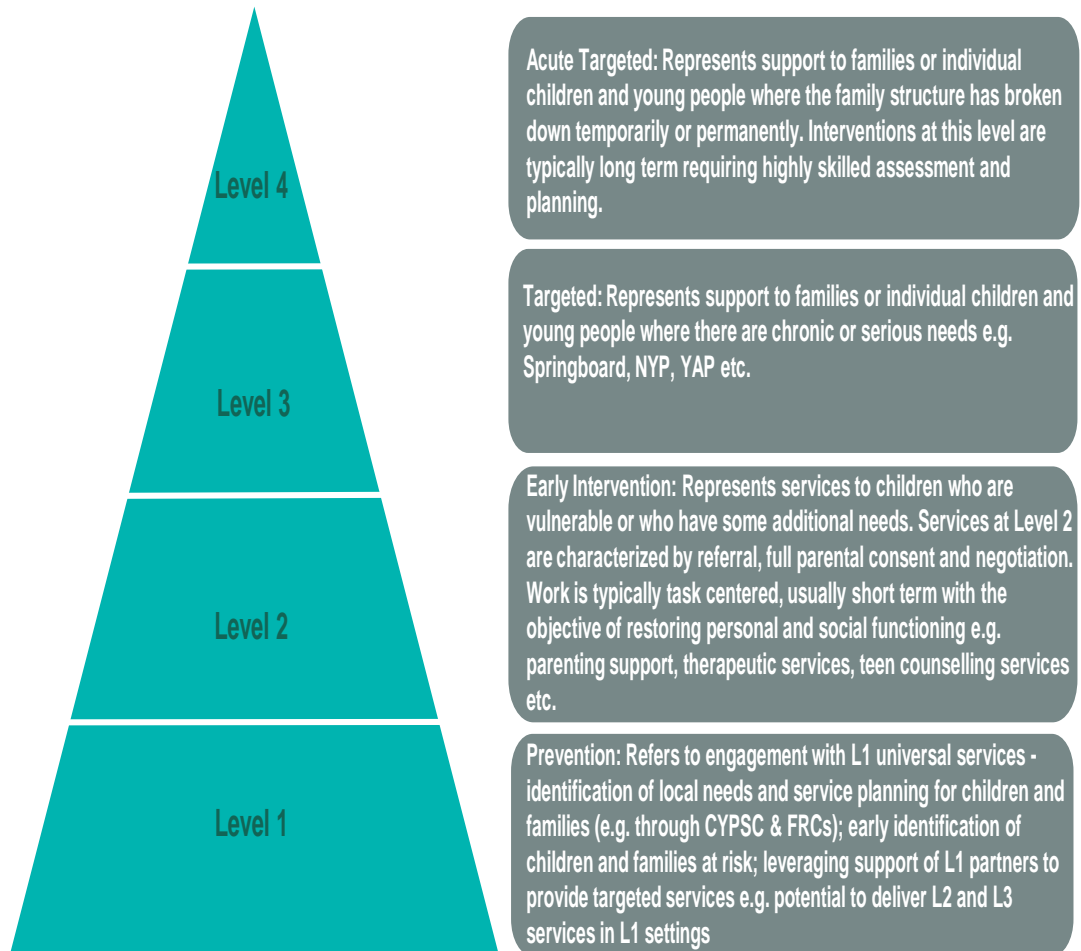 Level 4
Acute Targeted: Represents support to families or individual
children and young people where the family structure has broken
down temporarily or permanently. Interventions at this level are
typically long term requiring highly skilled assessment and
planning.
Level 3
Targeted: Represents support to families or individual children and
young people where there are chronic or serious needs e.g.
Springboard, NYP, YAP etc.
Level 2
Early Intervention: Represents services to children who are
vulnerable or who have some additional needs. Services at Level 2
are characterized by referral, full parental consent and negotiation.
Work is typically task centered, usually short term with the
objective of restoring personal and social functioning e.g.
parenting support, therapeutic services, teen counselling services
etc.
Level 1
Prevention: Refers to engagement with L1 universal services -
identification of local needs and service planning for children and
families (e.g. through CYPSC & FRCs); early identification of
children and families at risk; leveraging support of L1 partners to
provide targeted services e.g. potential to deliver L2 and L3
services in L1 settings